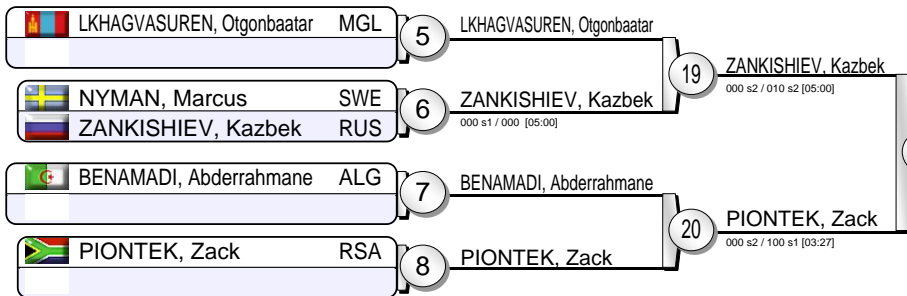 LKHAGVASUREN, Otgonbaatar MGL
5
LKHAGVASUREN, Otgonbaatar
19
ZANKISHIEV, Kazbek
000 s2 / 010 s2 [05:00]
NYMAN, Marcus SWE
ZANKISHIEV, Kazbek RUS
6
ZANKISHIEV, Kazbek
000 s1 / 000 [05:00]
BENAMADI, Abderrahmane ALG
7
BENAMADI, Abderrahmane
20
PIONTEK, Zack
000 s2 / 100 s1 [03:27]
PIONTEK, Zack RSA
8
PIONTEK, Zack